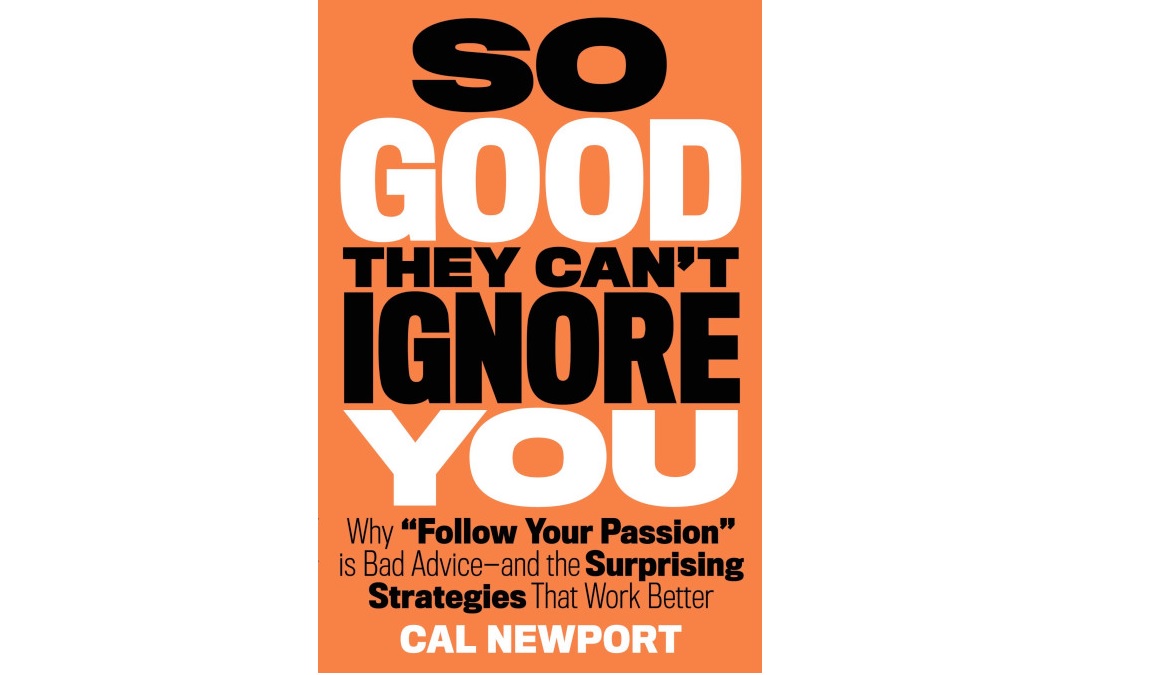 SO
GOOD
THEY CAN’T
IGNORE
YOU
Why “Follow Your Passion”
is Bad Advice—and the Surprising
Strategies That Work Better
CAL NEWPORT